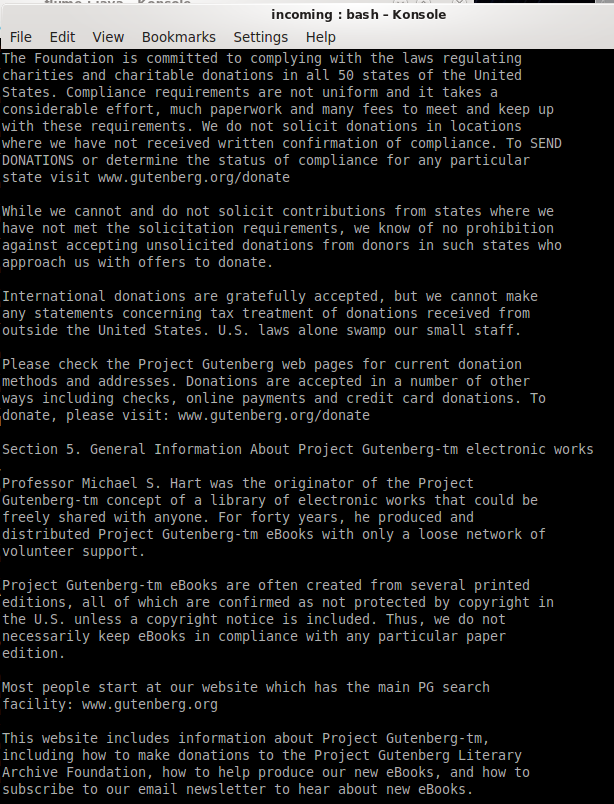 incoming : bash – Konsole
File Edit View Bookmarks Settings Help
The Foundation is committed to complying with the laws regulating
charities and charitable donations in all 50 states of the United
States. Compliance requirements are not uniform and it takes a
considerable effort, much paperwork and many fees to meet and keep up
with these requirements. We do not solicit donations in locations
where we have not received written confirmation of compliance. To SEND
DONATIONS or determine the status of compliance for any particular
state visit www.gutenberg.org/donate
While we cannot and do not solicit contributions from states where we
have not met the solicitation requirements, we know of no prohibition
against accepting unsolicited donations from donors in such states who
approach us with offers to donate.
International donations are gratefully accepted, but we cannot make
any statements concerning tax treatment of donations received from
outside the United States. U.S. laws alone swamp our small staff.
Please check the Project Gutenberg web pages for current donation
methods and addresses. Donations are accepted in a number of other
ways including checks, online payments and credit card donations. To
donate, please visit: www.gutenberg.org/donate
Section 5. General Information About Project Gutenberg-tm electronic works
Professor Michael S. Hart was the originator of the Project
Gutenberg-tm concept of a library of electronic works that could be
freely shared with anyone. For forty years, he produced and
distributed Project Gutenberg-tm eBooks with only a loose network of
volunteer support.
Project Gutenberg-tm eBooks are often created from several printed
editions, all of which are confirmed as not protected by copyright in
the U.S. unless a copyright notice is included. Thus, we do not
necessarily keep eBooks in compliance with any particular paper
edition.
Most people start at our website which has the main PG search
facility: www.gutenberg.org
This website includes information about Project Gutenberg-tm,
including how to make donations to the Project Gutenberg Literary
Archive Foundation, how to help produce our new eBooks, and how to
subscribe to our email newsletter to hear about new eBooks.